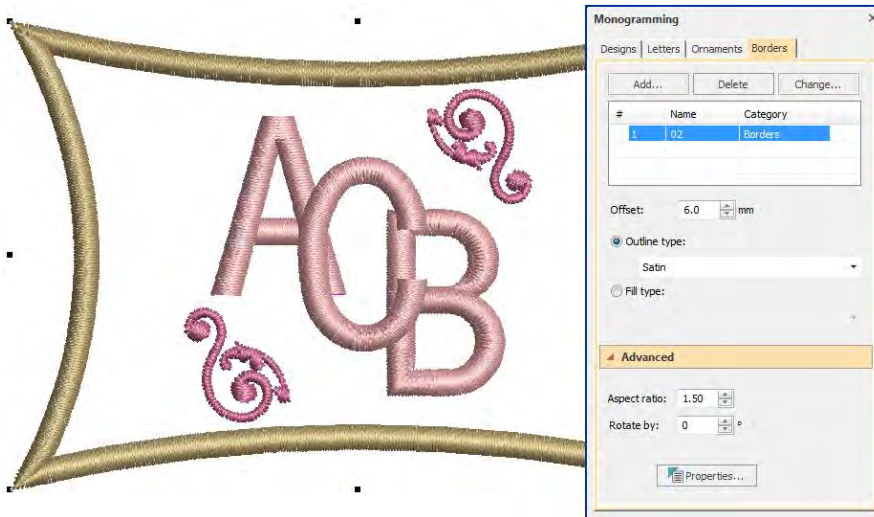 Monogramming
Designs Letters Ornaments Borders
Add... Delete Change...
# Name Category
1 02 Borders
Offset: 6.0 mm
Outline type:
Satin
Fill type:
Advanced
Aspect ratio: 1.50
Rotate by: 0 °
Properties...
AOB